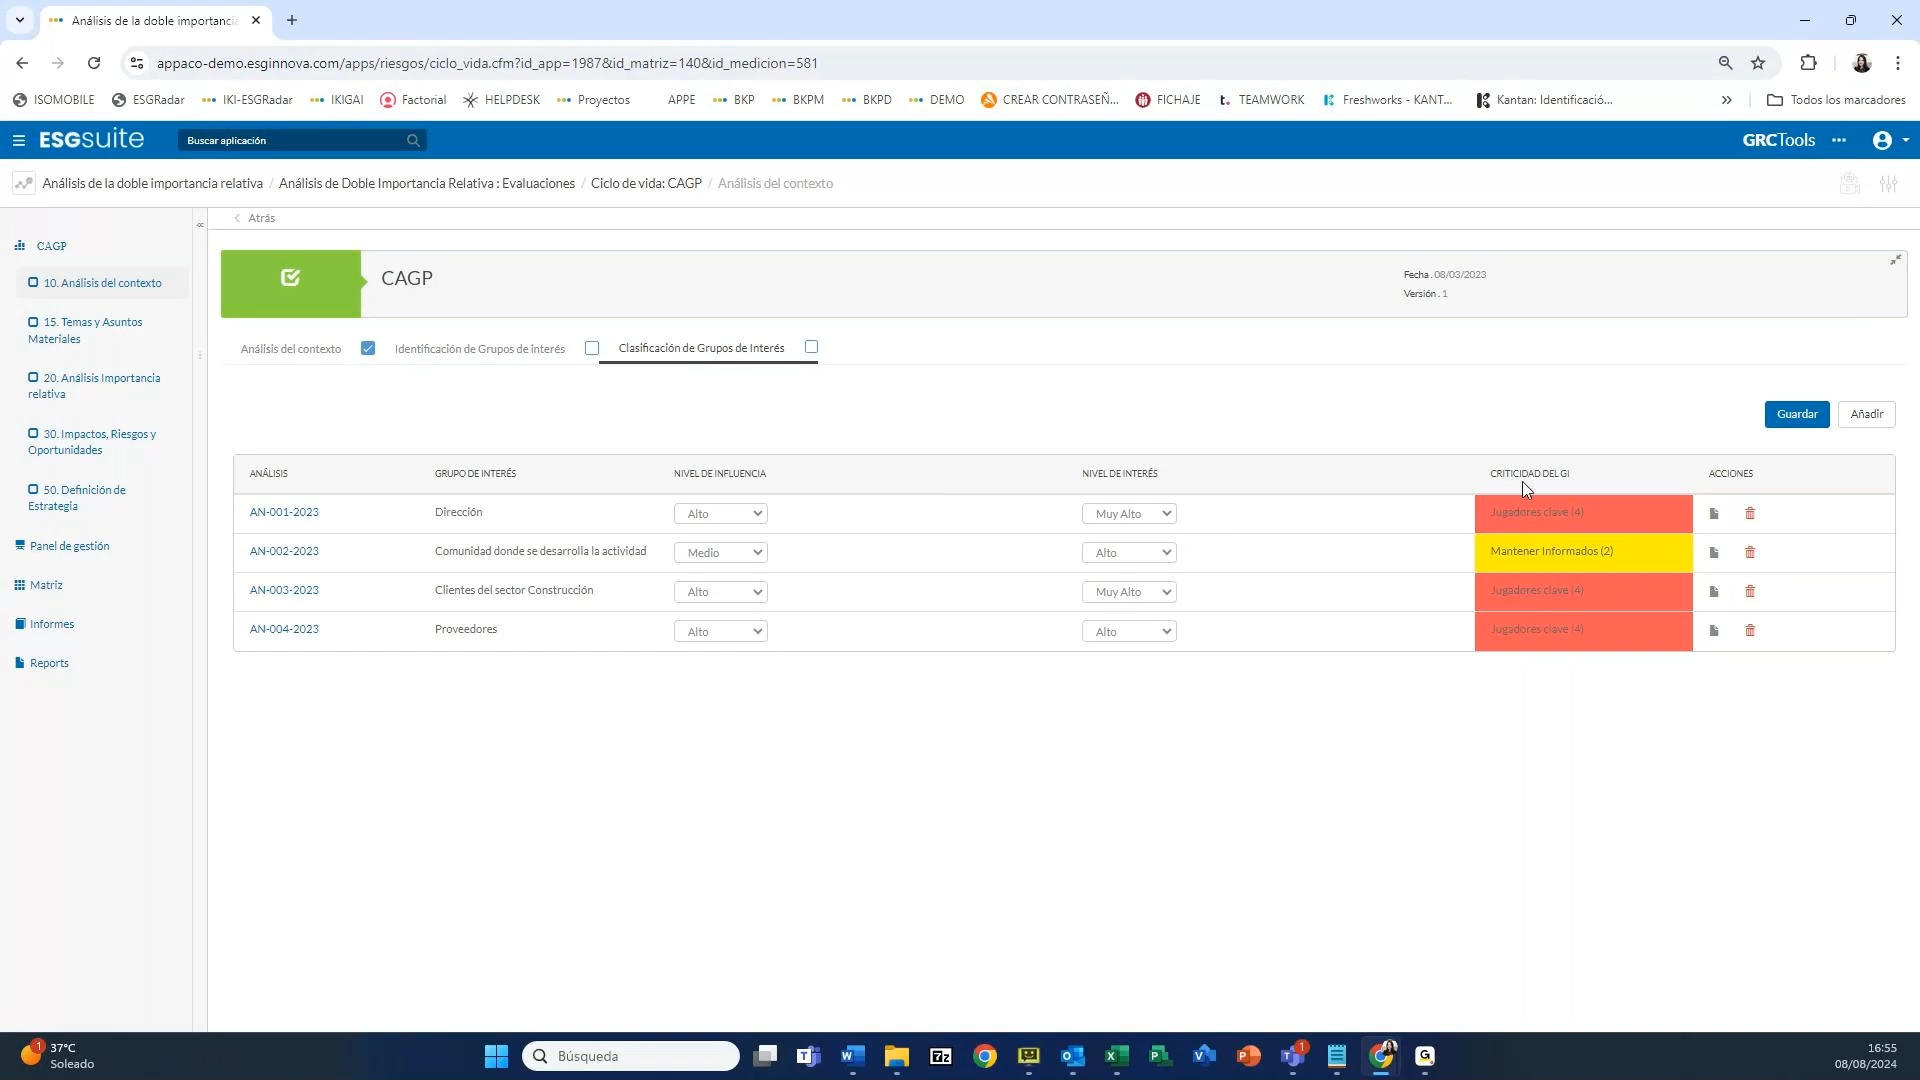 Análisis de la doble importancia
appaco-demo.esginnova.com/apps/riesgos/ciclo_vida.cfm?id_app=1987&id_matriz=140&id_medicion=581
ISOMOBILE ESGRadar IKI-ESGRadar IKIGAI Factorial HELPDESK Proyectos APPE BKP BKPM BKPD DEMO CREAR CONTRASEÑ... FICHAJE TEAMWORK Freshworks - KANT... Kantan: Identificació... Todos los marcadores
ESGsuite Buscar aplicación GRCTools
Análisis de la doble importancia relativa / Análisis de Doble Importancia Relativa : Evaluaciones / Ciclo de vida: CAGP / Análisis del contexto
Atrás
CAGP
10. Análisis del contexto
15. Temas y Asuntos
Materiales
20. Análisis Importancia
relativa
30. Impactos, Riesgos y
Oportunidades
50. Definición de
Estrategia
Panel de gestión
Matriz
Informes
Reports
CAGP
Fecha . 08/03/2023
Versión . 1
Análisis del contexto Identificación de Grupos de interés Clasificación de Grupos de Interés
Guardar Añadir
ANÁLISIS GRUPO DE INTERÉS NIVEL DE INFLUENCIA NIVEL DE INTERÉS CRITICIDAD DEL GI ACCIONES
AN-001-2023 Dirección Alto Muy Alto Jugadores clave (4)
AN-002-2023 Comunidad donde se desarrolla la actividad Medio Alto Mantener Informados (2)
AN-003-2023 Clientes del sector Construcción Alto Muy Alto Jugadores clave (4)
AN-004-2023 Proveedores Alto Alto Jugadores clave (4)
1 37°C
Soleado
Búsqueda
7z
1
16:55
08/08/2024